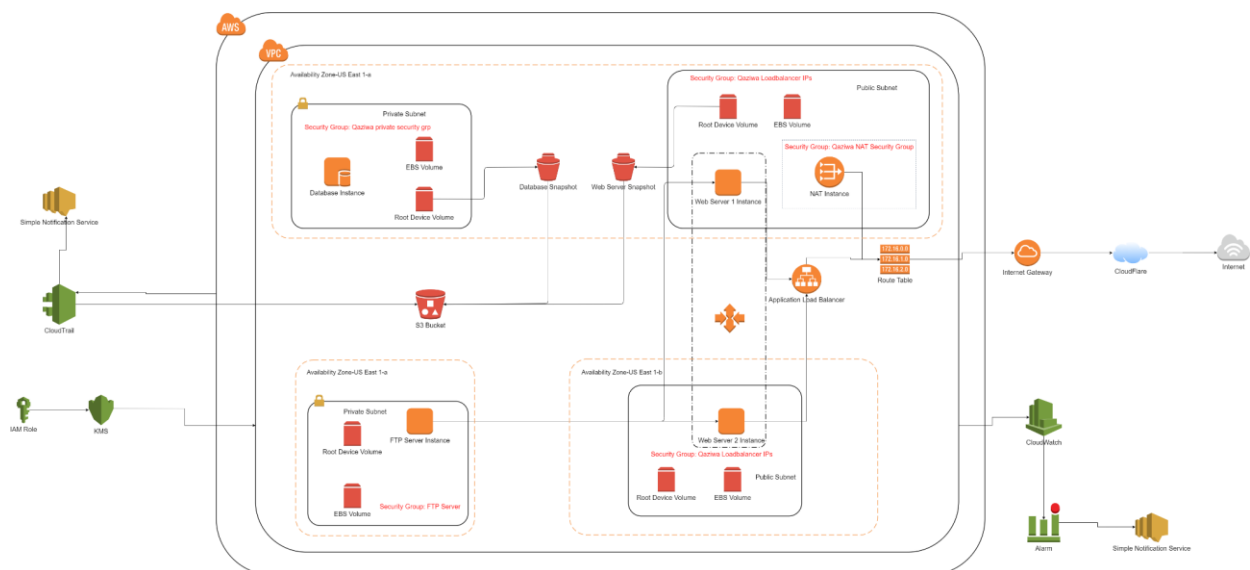 AWS
VPC
Availability Zone-US East 1-a
Private Subnet
Security Group: Qaziwa private security grp
EBS Volume
Database Instance
Root Device Volume
Database Snapshot
Web Server Snapshot
Security Group: Qaziwa Loadbalancer IPs
Public Subnet
Root Device Volume
EBS Volume
Security Group: Qaziwa NAT Security Group
NAT Instance
Web Server 1 Instance
Simple Notification Service
CloudTrail
S3 Bucket
Application Load Balancer
172.16.0.0
172.16.1.0
172.16.2.0
Route Table
Internet Gateway
CloudFlare
Internet
IAM Role
KMS
Availability Zone-US East 1-a
Private Subnet
FTP Server Instance
Root Device Volume
EBS Volume
Security Group: FTP Server
Availability Zone-US East 1-b
Web Server 2 Instance
Security Group: Qaziwa Loadbalancer IPs
Public Subnet
Root Device Volume
EBS Volume
CloudWatch
Alarm
Simple Notification Service